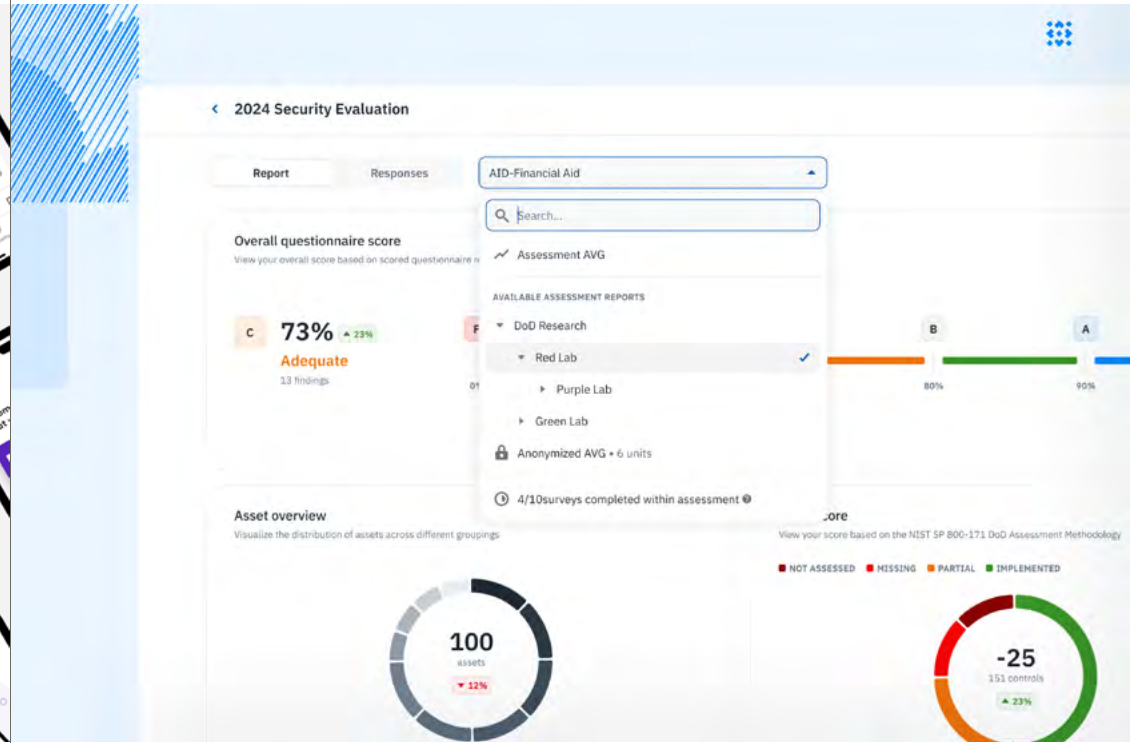 2024 Security Evaluation
Report
Responses
AID-Financial Aid
Search...
Overall questionnaire score
View your overall score based on scored questionnaire
Assessment AVG
AVAILABLE ASSESSMENT REPORTS
DoD Research
Red Lab
Purple Lab
Green Lab
Anonymized AVG • 6 units
4/10surveys completed within assessment
C
73%
23%
Adequate
13 findings
F
B
A
80%
90%
Asset overview
Visualize the distribution of assets across different groupings
100
assets
12%
View your score based on the NIST SP 800-171 DoD Assessment Methodology
NOT ASSESSED MISSING PARTIAL IMPLEMENTED
-25
151 controls
23%